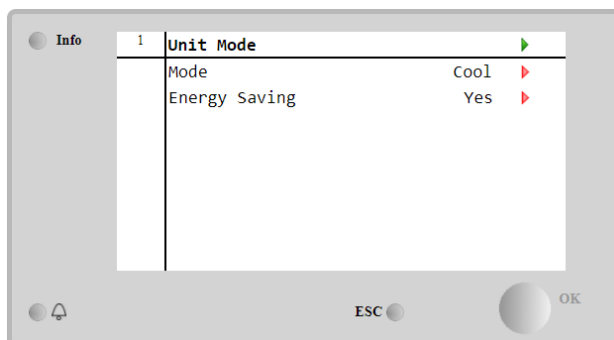 Info
1 Unit Mode
Mode Cool
Energy Saving Yes
ESC
OK